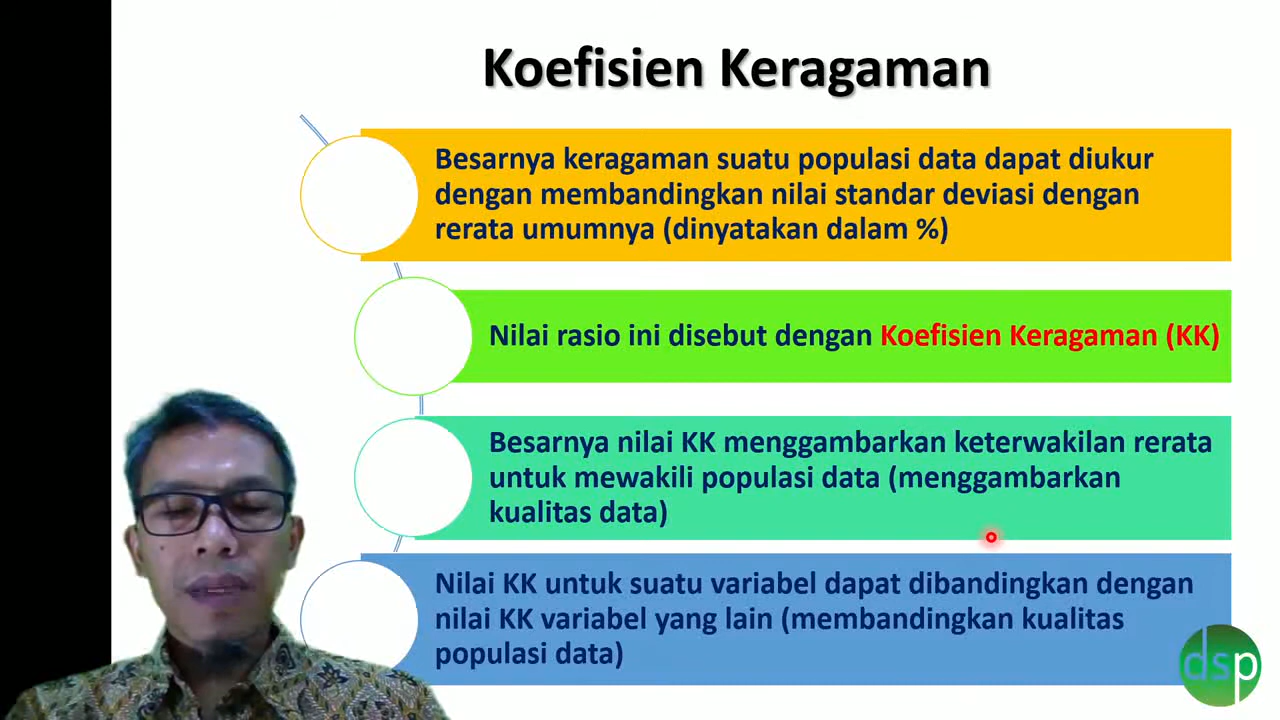 Koefisien Keragaman
Besarnya keragaman suatu populasi data dapat diukur
dengan membandingkan nilai standar deviasi dengan
rerata umumnya (dinyatakan dalam %)
Nilai rasio ini disebut dengan Koefisien Keragaman (KK)
Besarnya nilai KK menggambarkan keterwakilan rerata
untuk mewakili populasi data (menggambarkan
kualitas data)
Nilai KK untuk suatu variabel dapat dibandingkan dengan
nilai KK variabel yang lain (membandingkan kualitas
populasi data)
dsp